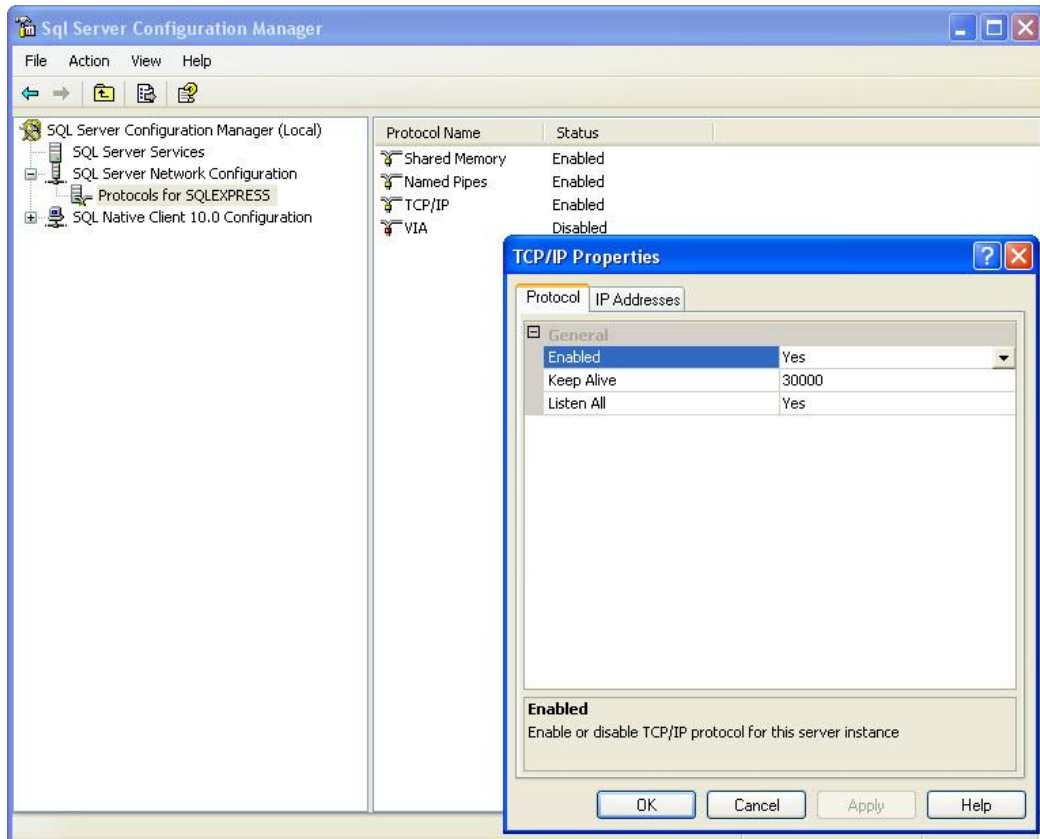 Sql Server Configuration Manager
File Action View Help
SQL Server Configuration Manager (Local)
SQL Server Services
SQL Server Network Configuration
Protocols for SQLEXPRESS
SQL Native Client 10.0 Configuration
Protocol Name Status
Shared Memory Enabled
Named Pipes Enabled
TCP/IP Enabled
VIA Disabled
TCP/IP Properties
Protocol IP Addresses
General
Enabled Yes
Keep Alive 30000
Listen All Yes
Enabled
Enable or disable TCP/IP protocol for this server instance
OK Cancel Apply Help